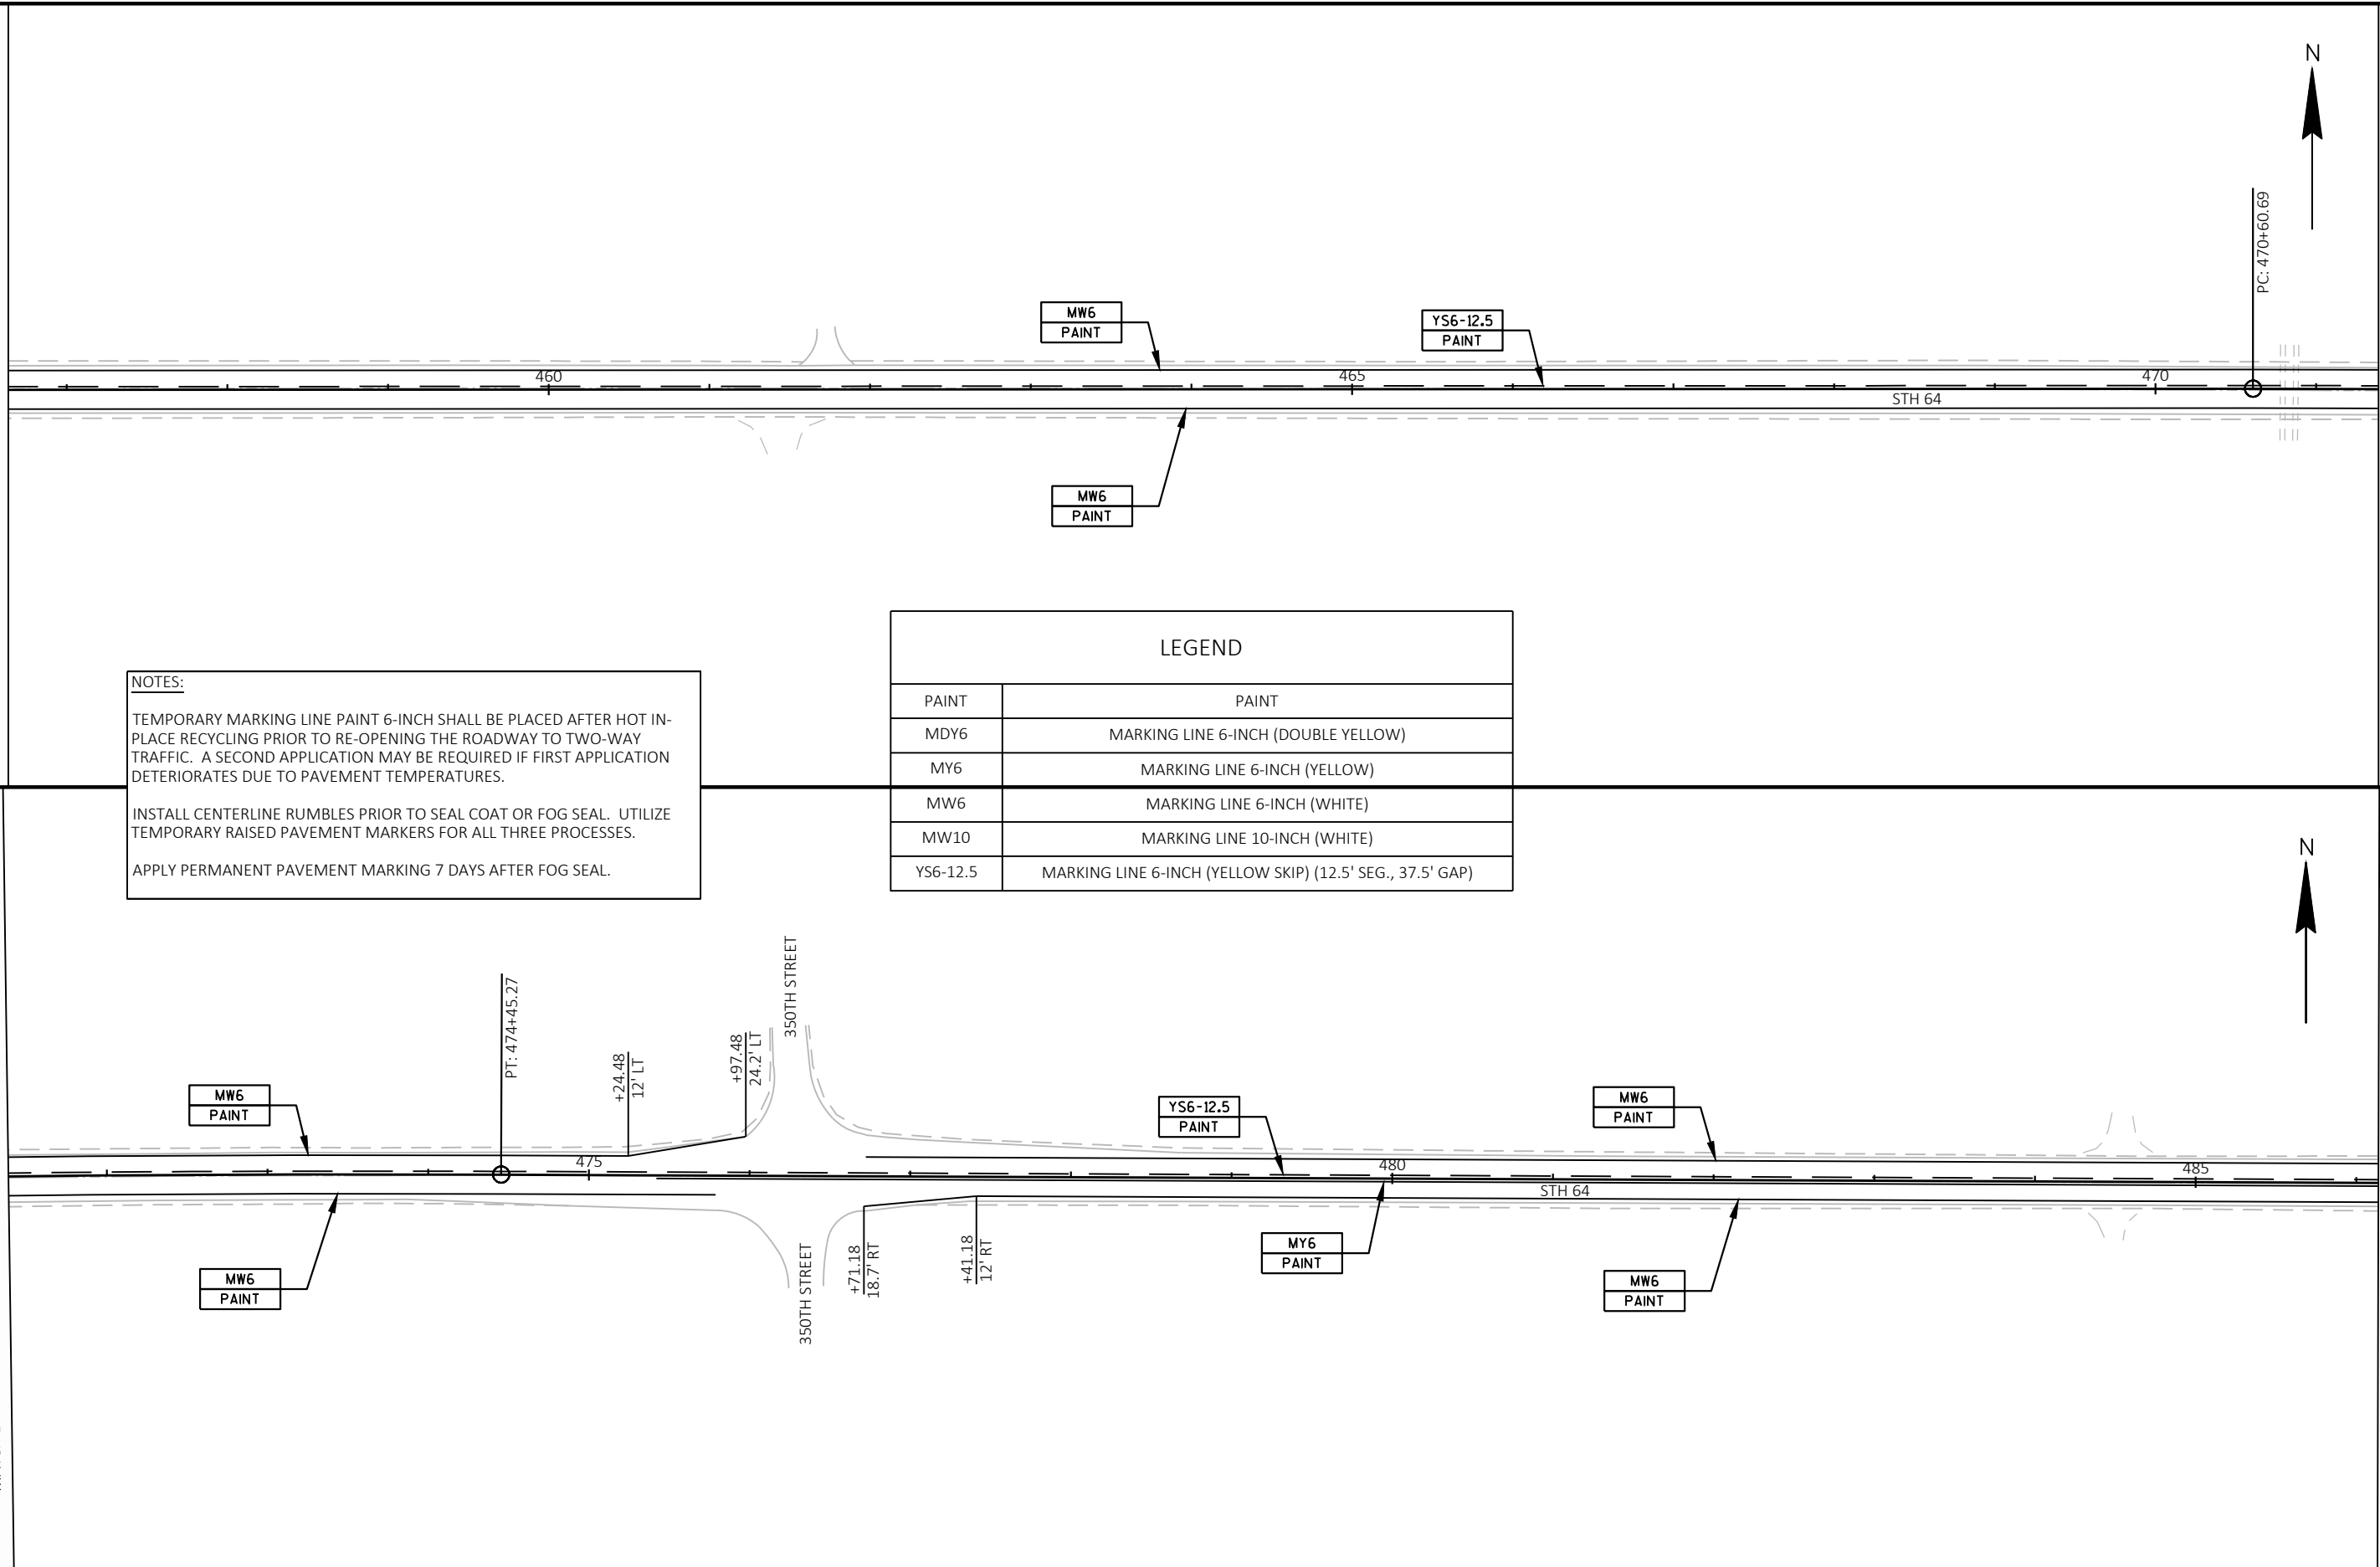 N
PC: 470+60.69
MW6
PAINT
YS6-12.5
PAINT
460
465
470
STH 64
MW6
PAINT
NOTES:
TEMPORARY MARKING LINE PAINT 6-INCH SHALL BE PLACED AFTER HOT IN-
PLACE RECYCLING PRIOR TO RE-OPENING THE ROADWAY TO TWO-WAY
TRAFFIC. A SECOND APPLICATION MAY BE REQUIRED IF FIRST APPLICATION
DETERIORATES DUE TO PAVEMENT TEMPERATURES.
INSTALL CENTERLINE RUMBLES PRIOR TO SEAL COAT OR FOG SEAL. UTILIZE
TEMPORARY RAISED PAVEMENT MARKERS FOR ALL THREE PROCESSES.
APPLY PERMANENT PAVEMENT MARKING 7 DAYS AFTER FOG SEAL.
LEGEND
PAINT PAINT
MDY6 MARKING LINE 6-INCH (DOUBLE YELLOW)
MY6 MARKING LINE 6-INCH (YELLOW)
MW6 MARKING LINE 6-INCH (WHITE)
MW10 MARKING LINE 10-INCH (WHITE)
YS6-12.5 MARKING LINE 6-INCH (YELLOW SKIP) (12.5' SEG., 37.5' GAP)
N
PT: 474+45.27
+24.48
12' LT
+97.48
24.2' LT
350TH STREET
MW6
PAINT
YS6-12.5
PAINT
MW6
PAINT
475
480
485
STH 64
MW6
PAINT
350TH STREET
+71.18
18.7' RT
+41.18
12' RT
MY6
PAINT
MW6
PAINT